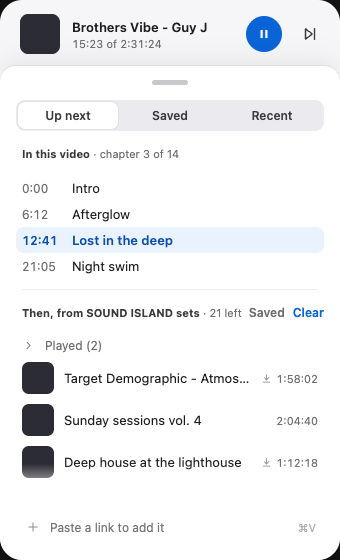 Brothers Vibe - Guy J
15:23 of 2:31:24
Up next Saved Recent
In this video · chapter 3 of 14
0:00 Intro
6:12 Afterglow
12:41 Lost in the deep
21:05 Night swim
Then, from SOUND ISLAND sets · 21 left Saved Clear
Played (2)
Target Demographic - Atmos... 1:58:02
Sunday sessions vol. 4 2:04:40
Deep house at the lighthouse 1:12:18
Paste a link to add it ⌘V